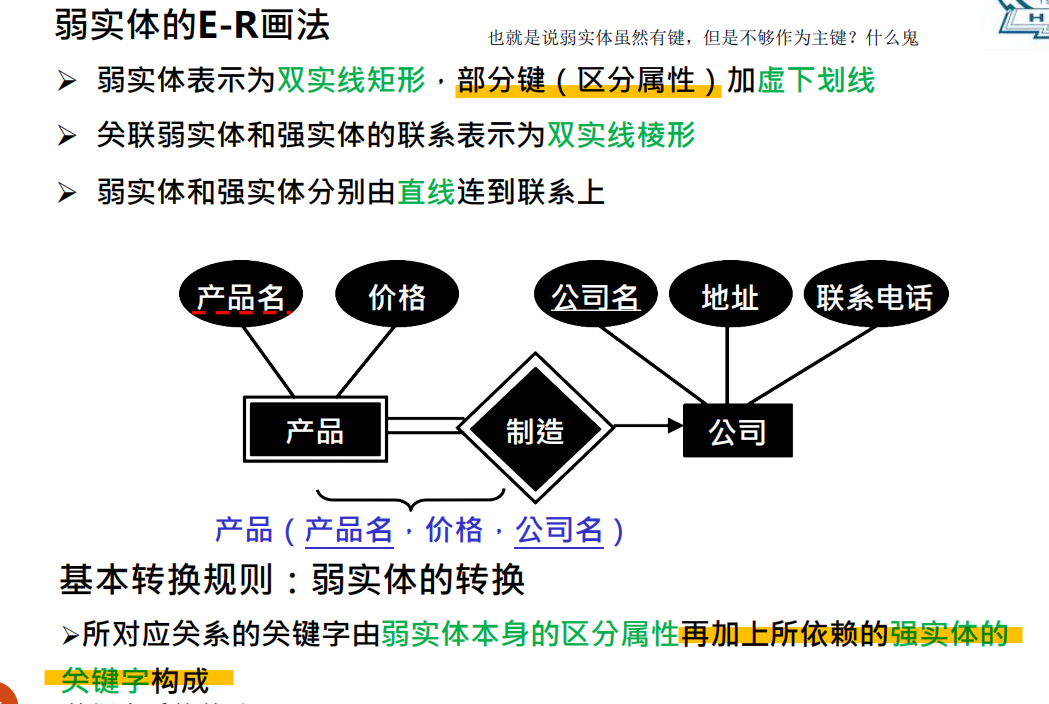 弱实体的E-R画法
也就是说弱实体虽然有键，但是不够作为主键？什么鬼
H
➢ 弱实体表示为双实线矩形，部分键（区分属性）加虚下划线
➢ 关联弱实体和强实体的联系表示为双实线棱形
➢ 弱实体和强实体分别由直线连到联系上
产品名 价格 公司名 地址 联系电话
产品 制造 公司
产品（产品名，价格，公司名）
基本转换规则：弱实体的转换
➢所对应关系的关键字由弱实体本身的区分属性再加上所依赖的强实体的
关键字构成